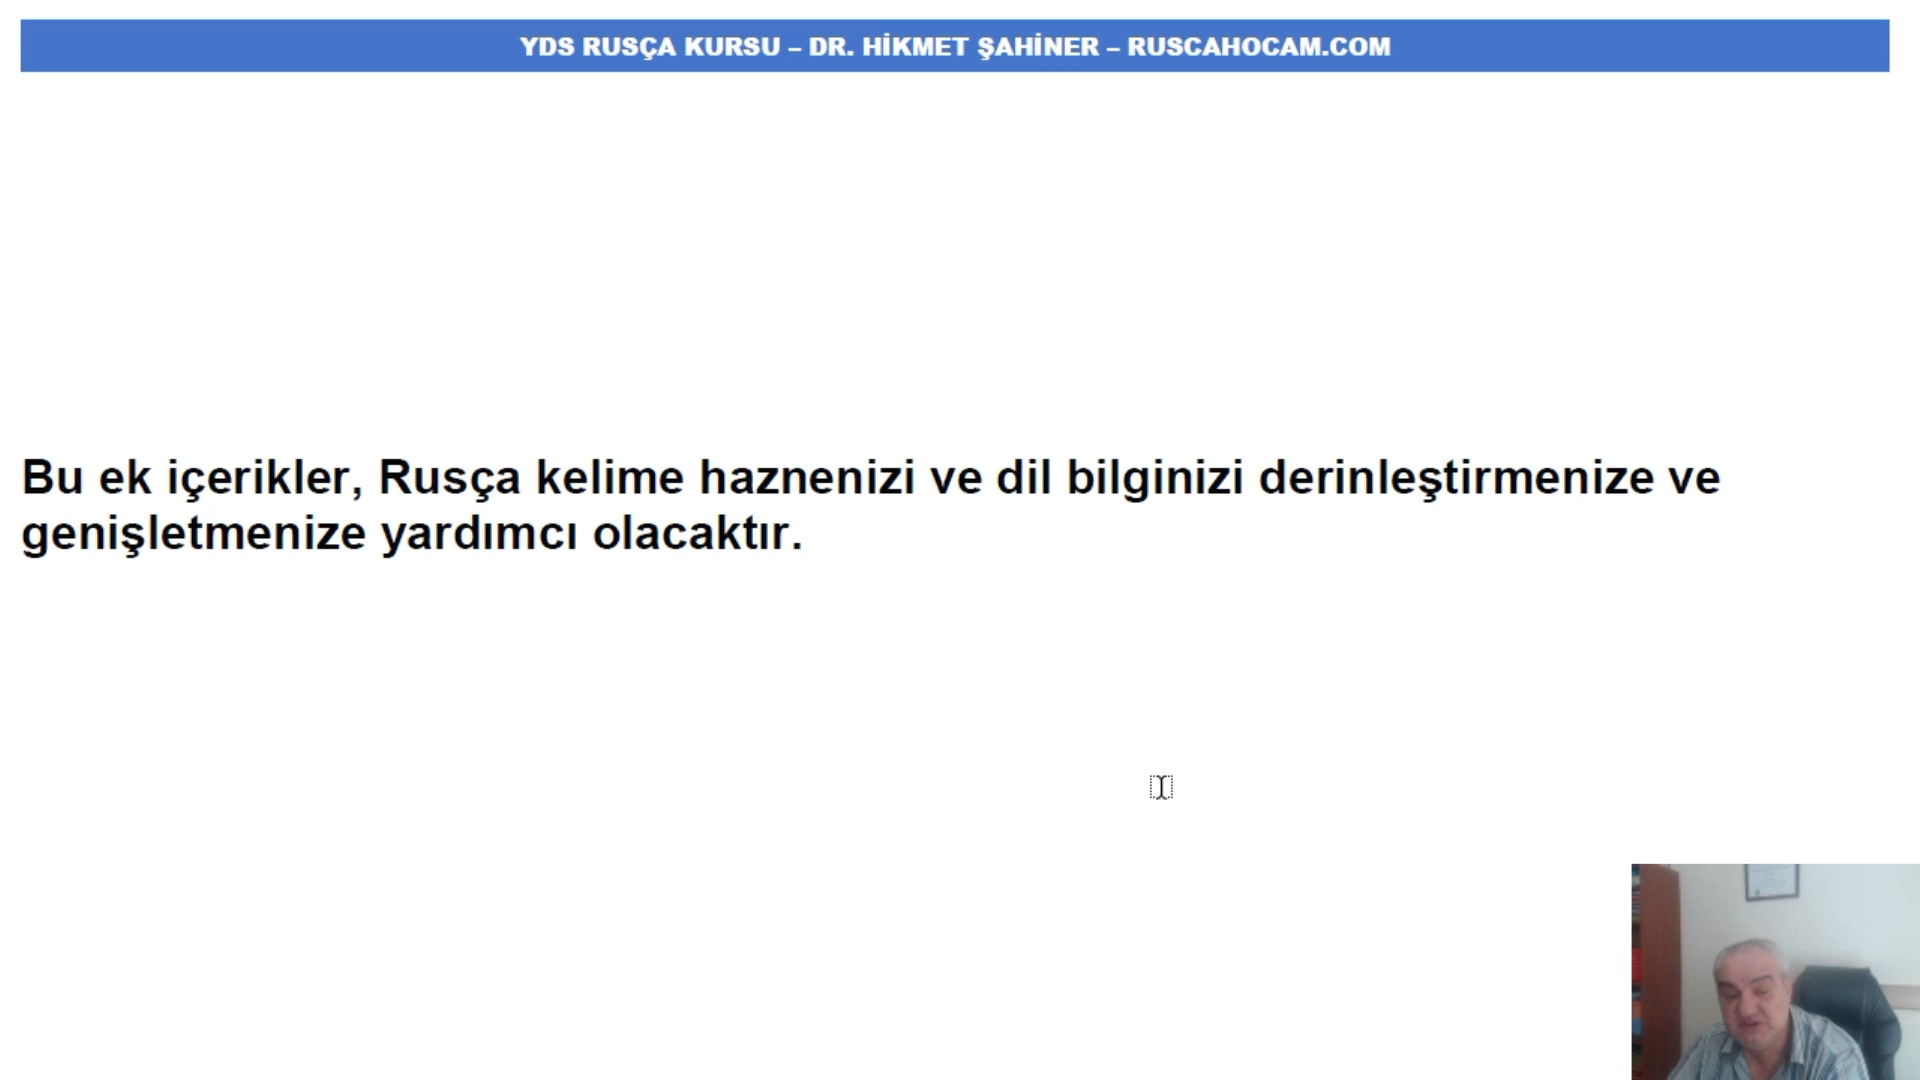 YDS RUSÇA KURSU – DR. HİKMET ŞAHİNER – RUSCAHOCAM.COM
Bu ek içerikler, Rusça kelime haznenizi ve dil bilginizi derinleştirmenize ve
genişletmenize yardımcı olacaktır.